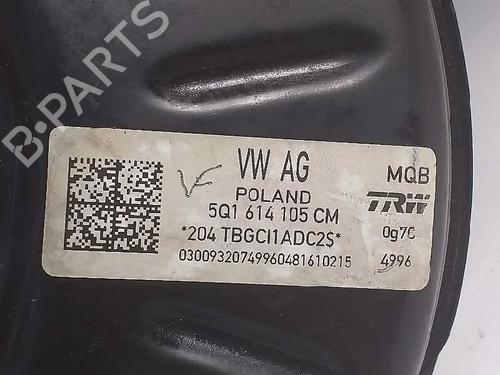 B-PARTS
VW AG
MQB
POLAND
TRW
5Q1 614 105 CM
*204 TBGCI1ADC2$*
0g7C
03009320749960481610215
4996